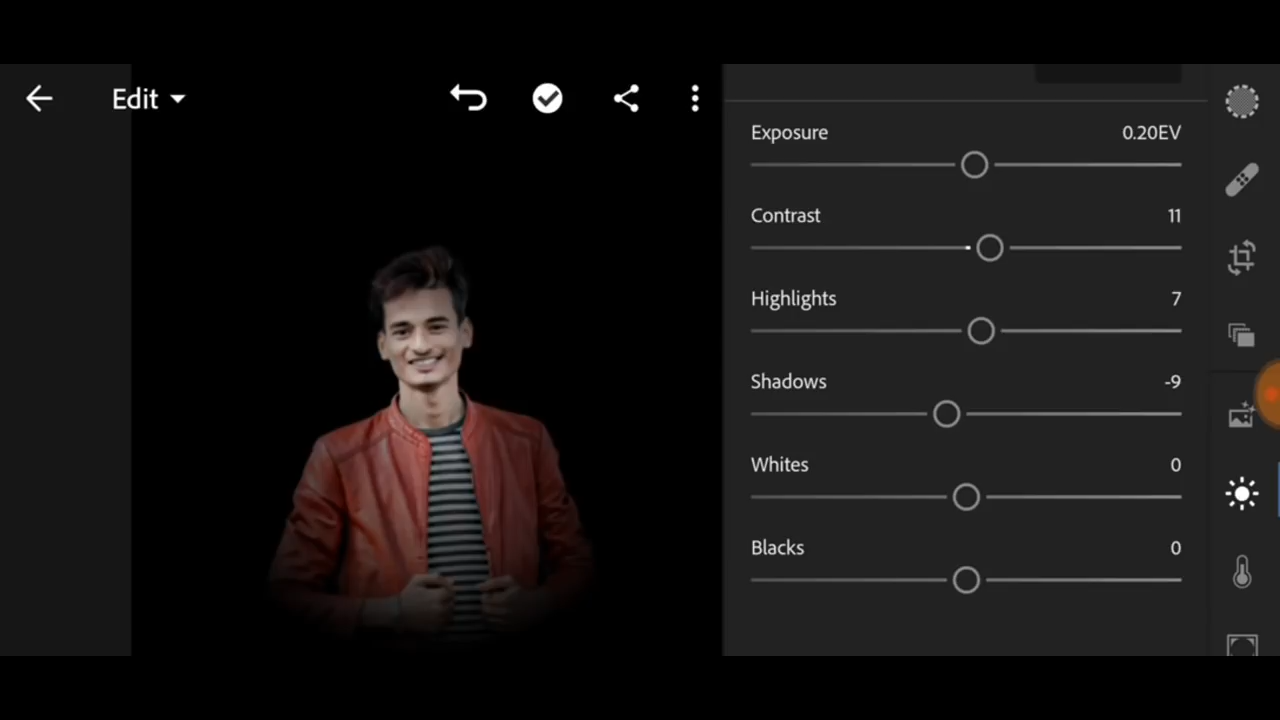 Edit
Exposure 0.20EV
Contrast 11
Highlights 7
Shadows -9
Whites 0
Blacks 0